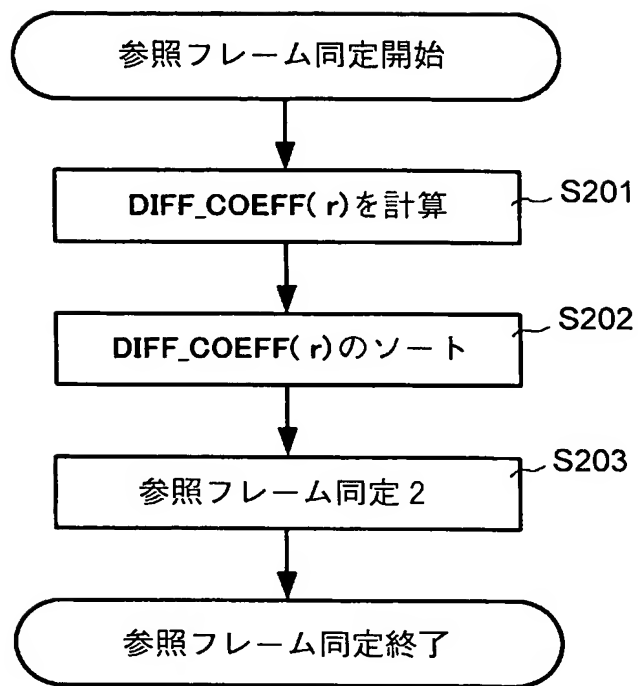 参照フレーム同定開始
DIFF_COEFF( r)を計算
S201
DIFF_COEFF( r)のソート
S202
参照フレーム同定2
S203
参照フレーム同定終了